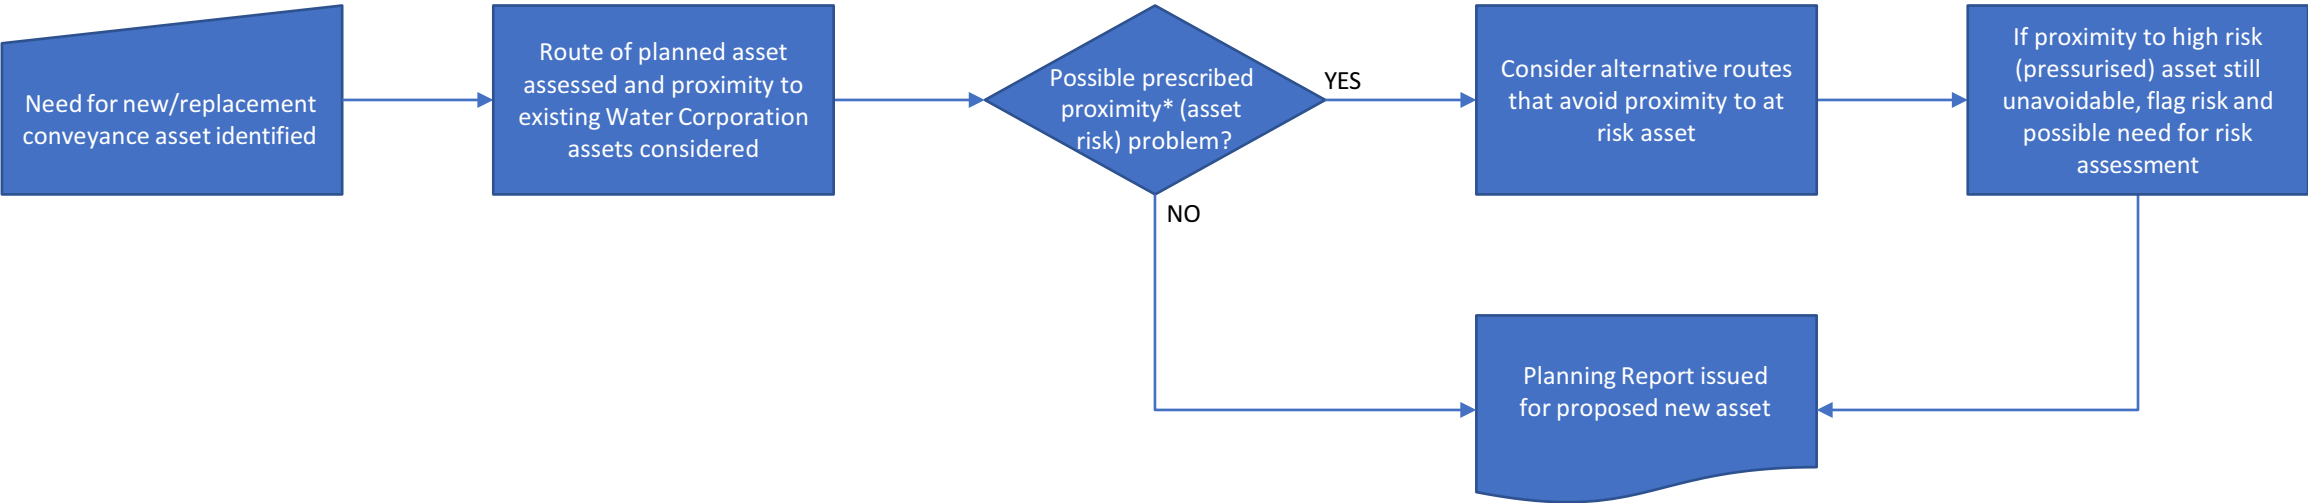 Need for new/replacement
conveyance asset identified
Route of planned asset
assessed and proximity to
existing Water Corporation
assets considered
Possible prescribed
proximity* (asset
risk) problem?
YES
NO
Consider alternative routes
that avoid proximity to at
risk asset
If proximity to high risk
(pressurised) asset still
unavoidable, flag risk and
possible need for risk
assessment
Planning Report issued
for proposed new asset